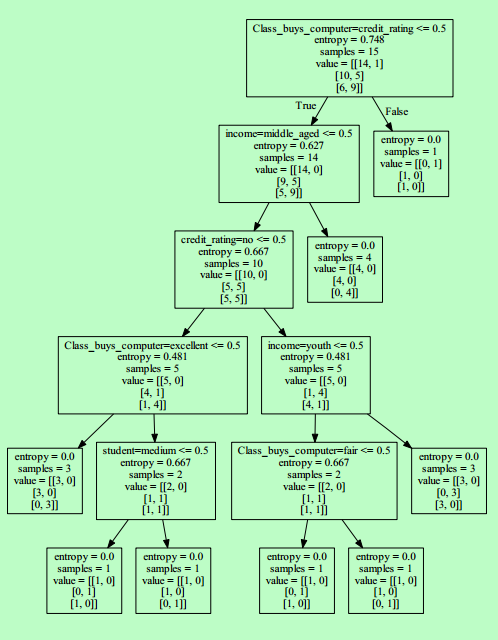 Class_buys_computer=credit_rating <= 0.5
entropy = 0.748
samples = 15
value = [[14, 1]
[10, 5]
[6, 9]]
True
False
income=middle_aged <= 0.5
entropy = 0.627
samples = 14
value = [[14, 0]
[9, 5]
[5, 9]]
entropy = 0.0
samples = 1
value = [[0, 1]
[1, 0]
[1, 0]]
credit_rating=no <= 0.5
entropy = 0.667
samples = 10
value = [[10, 0]
[5, 5]
[5, 5]]
entropy = 0.0
samples = 4
value = [[4, 0]
[4, 0]
[0, 4]]
Class_buys_computer=excellent <= 0.5
entropy = 0.481
samples = 5
value = [[5, 0]
[4, 1]
[1, 4]]
income=youth <= 0.5
entropy = 0.481
samples = 5
value = [[5, 0]
[1, 4]
[4, 1]]
entropy = 0.0
samples = 3
value = [[3, 0]
[3, 0]
[0, 3]]
student=medium <= 0.5
entropy = 0.667
samples = 2
value = [[2, 0]
[1, 1]
[1, 1]]
Class_buys_computer=fair <= 0.5
entropy = 0.667
samples = 2
value = [[2, 0]
[1, 1]
[1, 1]]
entropy = 0.0
samples = 3
value = [[3, 0]
[0, 3]
[3, 0]]
entropy = 0.0
samples = 1
value = [[1, 0]
[0, 1]
[1, 0]]
entropy = 0.0
samples = 1
value = [[1, 0]
[1, 0]
[0, 1]]
entropy = 0.0
samples = 1
value = [[1, 0]
[0, 1]
[1, 0]]
entropy = 0.0
samples = 1
value = [[1, 0]
[1, 0]
[0, 1]]